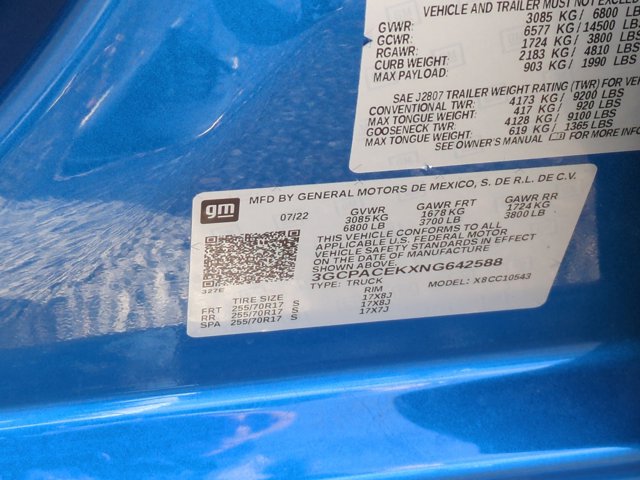 VEHICLE AND TRAILER MUST NOT EXCEED
GVWR: 3085 KG / 6800 LB
GCWR: 6577 KG / 14500 LBS
RGAWR: 1724 KG / 3800 LB
CURB WEIGHT: 2183 KG / 4810 LBS
MAX PAYLOAD: 903 KG / 1990 LBS
SAE J2807 TRAILER WEIGHT RATING (TWR) FOR
CONVENTIONAL TWR: 4173 KG / 9200 LBS
MAX TONGUE WEIGHT: 417 KG / 920 LBS
GOOSENECK TWR: 4128 KG / 9100 LBS
MAX TONGUE WEIGHT: 619 KG / 1365 LBS
SEE OWNER'S MANUAL FOR MORE
gm
MFD BY GENERAL MOTORS DE MEXICO, S. DE R.L. DE C.V.
07/22
GVWR GAWR FRT GAWR RR
3085 KG 1678 KG 1724 KG
6800 LB 3700 LB 3800 LB
THIS VEHICLE CONFORMS TO ALL
APPLICABLE U.S. FEDERAL MOTOR
VEHICLE SAFETY STANDARDS IN EFFECT
ON THE DATE OF MANUFACTURE
3GCPACEKXNG642588
TYPE: TRUCK MODEL: X8CC10543
327E
TIRE SIZE RIM
FRT 255/70R17 S 17X8J
RR 255/70R17 S 17X8J
SPA 255/70R17 S 17X7J